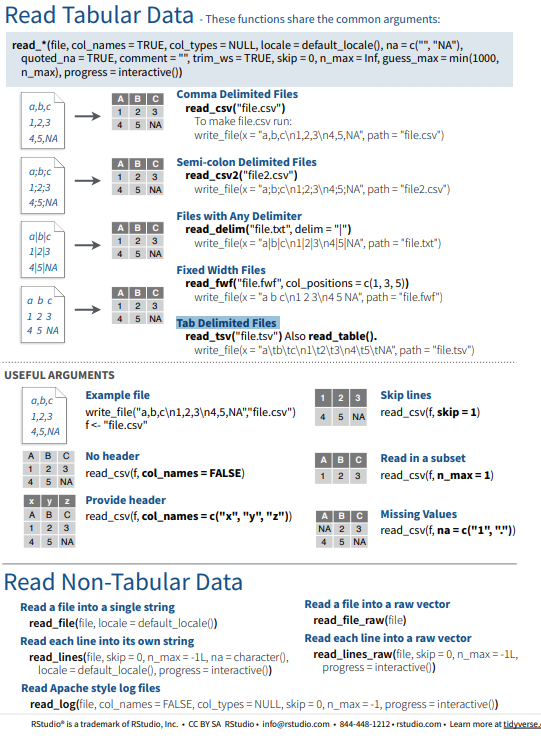 Read Tabular Data - These functions share the common arguments:
read_*(file, col_names = TRUE, col_types = NULL, locale = default_locale(), na = c("", "NA"),
quoted_na = TRUE, comment = "", trim_ws = TRUE, skip = 0, n_max = Inf, guess_max = min(1000,
n_max), progress = interactive())
a,b,c
1,2,3
4,5,NA
A B C
1 2 3
4 5 NA
Comma Delimited Files
read_csv("file.csv")
To make file.csv run:
write_file(x = "a,b,c\n1,2,3\n4,5,NA", path = "file.csv")
a;b;c
1;2;3
4;5;NA
A B C
1 2 3
4 5 NA
Semi-colon Delimited Files
read_csv2("file2.csv")
write_file(x = "a;b;c\n1;2;3\n4;5;NA", path = "file2.csv")
a|b|c
1|2|3
4|5|NA
A B C
1 2 3
4 5 NA
Files with Any Delimiter
read_delim("file.txt", delim = "|")
write_file(x = "a|b|c\n1|2|3\n4|5|NA", path = "file.txt")
a b c
1 2 3
4 5 NA
A B C
1 2 3
4 5 NA
Fixed Width Files
read_fwf("file.fwf", col_positions = c(1, 3, 5))
write_file(x = "a b c\n1 2 3\n4 5 NA", path = "file.fwf")
Tab Delimited Files
read_tsv("file.tsv") Also read_table().
write_file(x = "a\tb\tc\n1\t2\t3\n4\t5\tNA", path = "file.tsv")
USEFUL ARGUMENTS
a,b,c
1,2,3
4,5,NA
Example file
write_file("a,b,c\n1,2,3\n4,5,NA","file.csv")
f <- "file.csv"
1 2 3
4 5 NA
Skip lines
read_csv(f, skip = 1)
A B C
1 2 3
4 5 NA
No header
read_csv(f, col_names = FALSE)
A B C
1 2 3
Read in a subset
read_csv(f, n_max = 1)
x y z
A B C
1 2 3
4 5 NA
Provide header
read_csv(f, col_names = c("x", "y", "z"))
A B C
NA 2 3
4 5 NA
Missing Values
read_csv(f, na = c("1", "."))
Read Non-Tabular Data
Read a file into a single string
read_file(file, locale = default_locale())
Read each line into its own string
read_lines(file, skip = 0, n_max = -1L, na = character(),
locale = default_locale(), progress = interactive())
Read a file into a raw vector
read_file_raw(file)
Read each line into a raw vector
read_lines_raw(file, skip = 0, n_max = -1L,
progress = interactive())
Read Apache style log files
read_log(file, col_names = FALSE, col_types = NULL, skip = 0, n_max = -1, progress = interactive())
RStudio® is a trademark of RStudio, Inc. • CC BY SA RStudio • info@rstudio.com • 844-448-1212 • rstudio.com • Learn more at tidyverse.